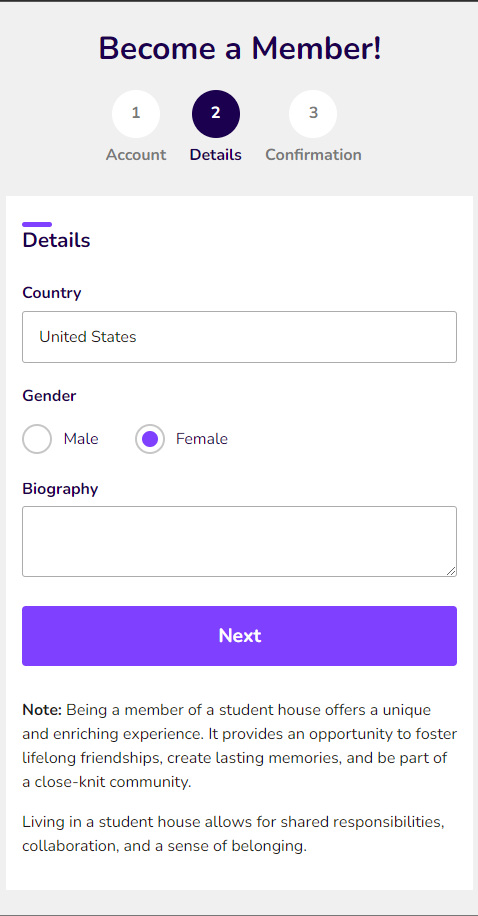 Become a Member!
1 2 3
Account Details Confirmation
Details
Country
United States
Gender
Male Female
Biography
Next
Note: Being a member of a student house offers a unique
and enriching experience. It provides an opportunity to foster
lifelong friendships, create lasting memories, and be part of
a close-knit community.
Living in a student house allows for shared responsibilities,
collaboration, and a sense of belonging.